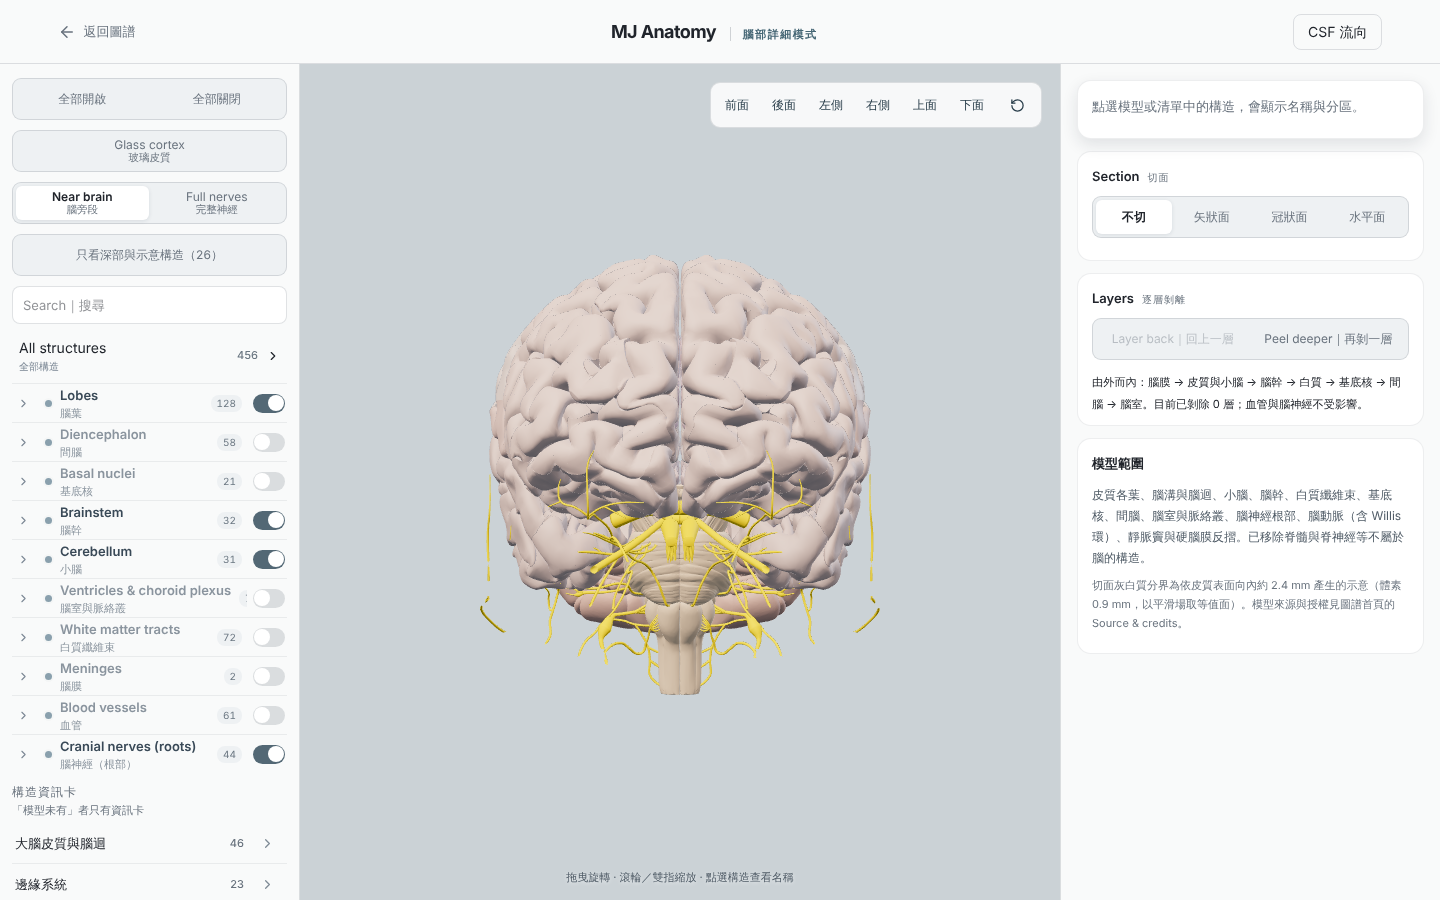 返回圖譜
MJ Anatomy
腦部詳細模式
CSF 流向
全部開啟
全部關閉
Glass cortex
玻璃皮質
Near brain
腦旁段
Full nerves
完整神經
只看深部與示意構造（26）
Search｜搜尋
All structures
全部構造
456
Lobes
腦葉
128
Diencephalon
間腦
58
Basal nuclei
基底核
21
Brainstem
腦幹
32
Cerebellum
小腦
31
Ventricles & choroid plexus
腦室與脈絡叢
White matter tracts
白質纖維束
72
Meninges
腦膜
2
Blood vessels
血管
61
Cranial nerves (roots)
腦神經（根部）
44
構造資訊卡
「模型未有」者只有資訊卡
大腦皮質與腦迴
46
邊緣系統
23
前面
後面
左側
右側
上面
下面
拖曳旋轉 · 滾輪／雙指縮放 · 點選構造查看名稱
點選模型或清單中的構造，會顯示名稱與分區。
Section 切面
不切
矢狀面
冠狀面
水平面
Layers 逐層剝離
Layer back｜回上一層
Peel deeper｜再剝一層
由外而內：腦膜 → 皮質與小腦 → 腦幹 → 白質 → 基底核 → 間
腦 → 腦室。目前已剝除 0 層；血管與腦神經不受影響。
模型範圍
皮質各葉、腦溝與腦迴、小腦、腦幹、白質纖維束、基底
核、間腦、腦室與脈絡叢、腦神經根部、腦動脈（含 Willis
環）、靜脈竇與硬腦膜反摺。已移除脊髓與脊神經等不屬於
腦的構造。
切面灰白質分界為依皮質表面向內約 2.4 mm 產生的示意（體素
0.9 mm，以平滑場取等值面）。模型來源與授權見圖譜首頁的
Source & credits。